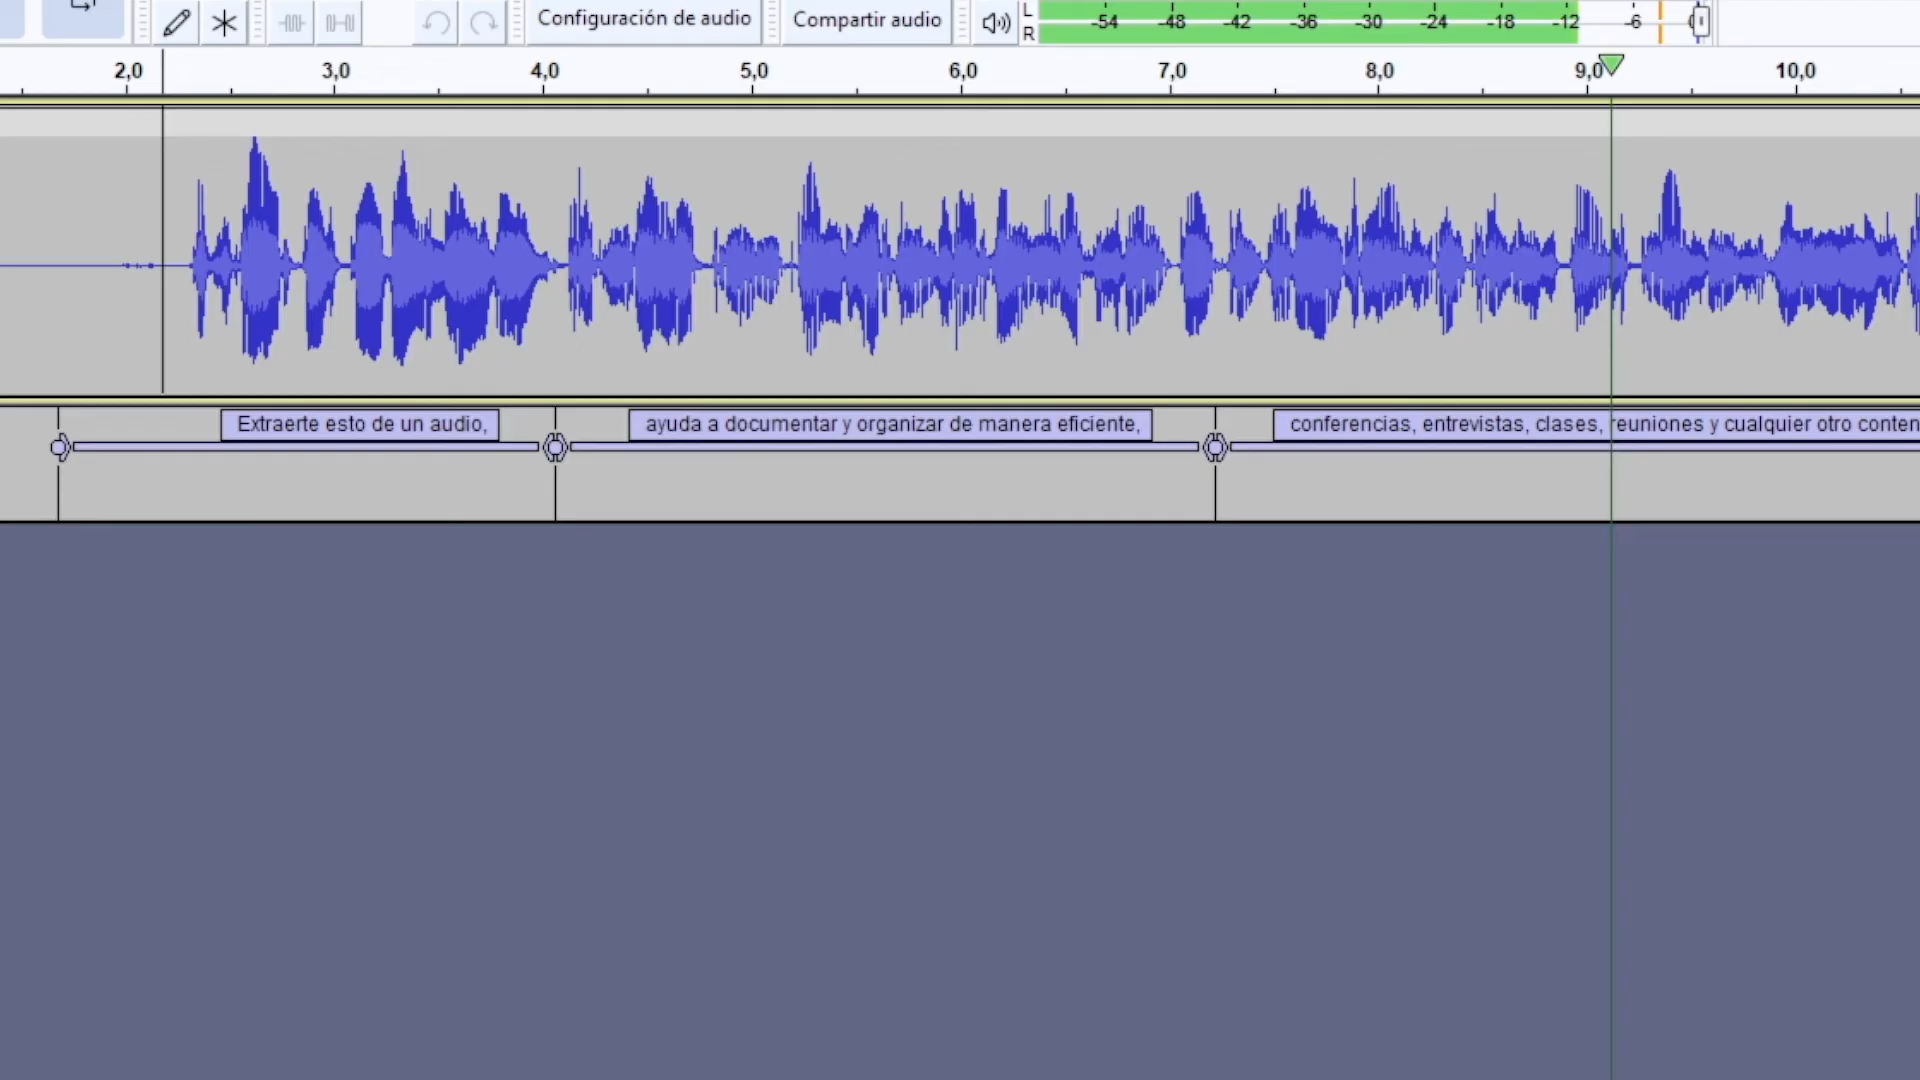 Configuración de audio
Compartir audio
L
R
-54 -48 -42 -36 -30 -24 -18 -12 -6
2,0 3,0 4,0 5,0 6,0 7,0 8,0 9,0 10,0
Extraerte esto de un audio,
ayuda a documentar y organizar de manera eficiente,
conferencias, entrevistas, clases, reuniones y cualquier otro conten